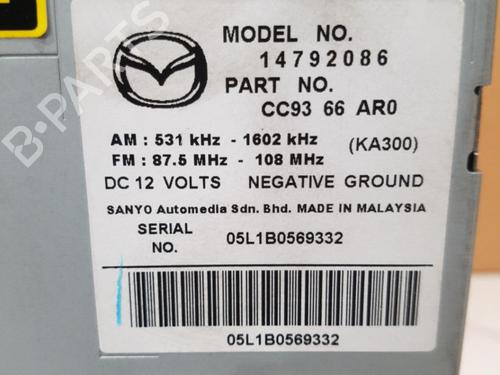 MODEL NO.
14792086
PART NO.
CC93 66 AR0
AM : 531 kHz - 1602 kHz (KA300)
FM : 87.5 MHz - 108 MHz
DC 12 VOLTS NEGATIVE GROUND
SANYO Automedia Sdn. Bhd. MADE IN MALAYSIA
SERIAL NO. 05L1B0569332
05L1B0569332